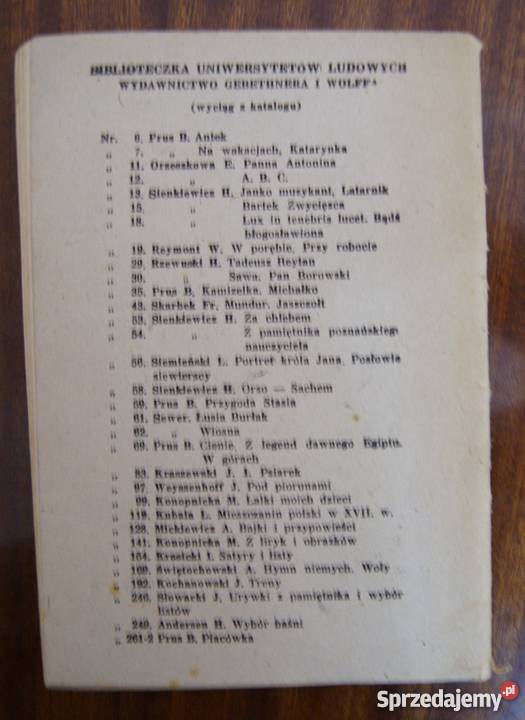 BIBLIOTECZKA UNIWERSYTETÓW LUDOWYCH
WYDAWNICTWO GEBETHNERA I WOLFFA
(wyciąg z katalogu)
Nr. 6. Prus B. Antek
„ 7. „ Na wakacjach, Katarynka
„ 11. Orzeszkowa E. Panna Antonina
„ 12. „ A. B. C.
„ 13. Sienkiewicz H. Janko muzykant, Latarnik
„ 15. „ Bartek Zwycięzca
„ 18. „ Lux in tenebris lucet. Bądź
błogosławiona
„ 19. Reymont W. W porębie, Przy robocie
„ 29. Rzewuski H. Tadeusz Reytan
„ 30. „ Sawa. Pan Borowski
„ 35. Prus B. Kamizelka, Michałko
„ 43. Skarbek Fr. Mundur, Jaszczolt
„ 53. Sienkiewicz H. Za chlebem
„ 54. „ Z pamiętnika poznańskiego
nauczyciela
„ 56. Siemieński L. Portret króla Jana. Posłowie
siewierscy
„ 58. Sienkiewicz H. Orso — Sachem
„ 59. Prus B. Przygoda Stasia
„ 61. Sewer. Łusia Burlak
„ 62. „ Wiosna
„ 69. Prus B. Cienie, Z legend dawnego Egiptu.
W górach
„ 83. Kraszewski J. I. Psiarek
„ 97. Weyssenhoff J. Pod piorunami
„ 99. Konopnicka M. Lalki moich dzieci
„ 119. Kubala L. Mieszczanin polski w XVII. w.
„ 128. Mickiewicz A. Bajki i przypowieści
„ 141. Konopnicka M. Z liryk i obrazków
„ 164. Krasicki I. Satyry i listy
„ 169. Świętochowski A. Hymn niemych. Woły
„ 192. Kochanowski J. Treny
„ 246. Słowacki J. Urywki z pamiętnika i wybór
listów
„ 249. Andersen H. Wybór baśni
„ 261-2 Prus B. Placówka
Sprzedajemy.pl